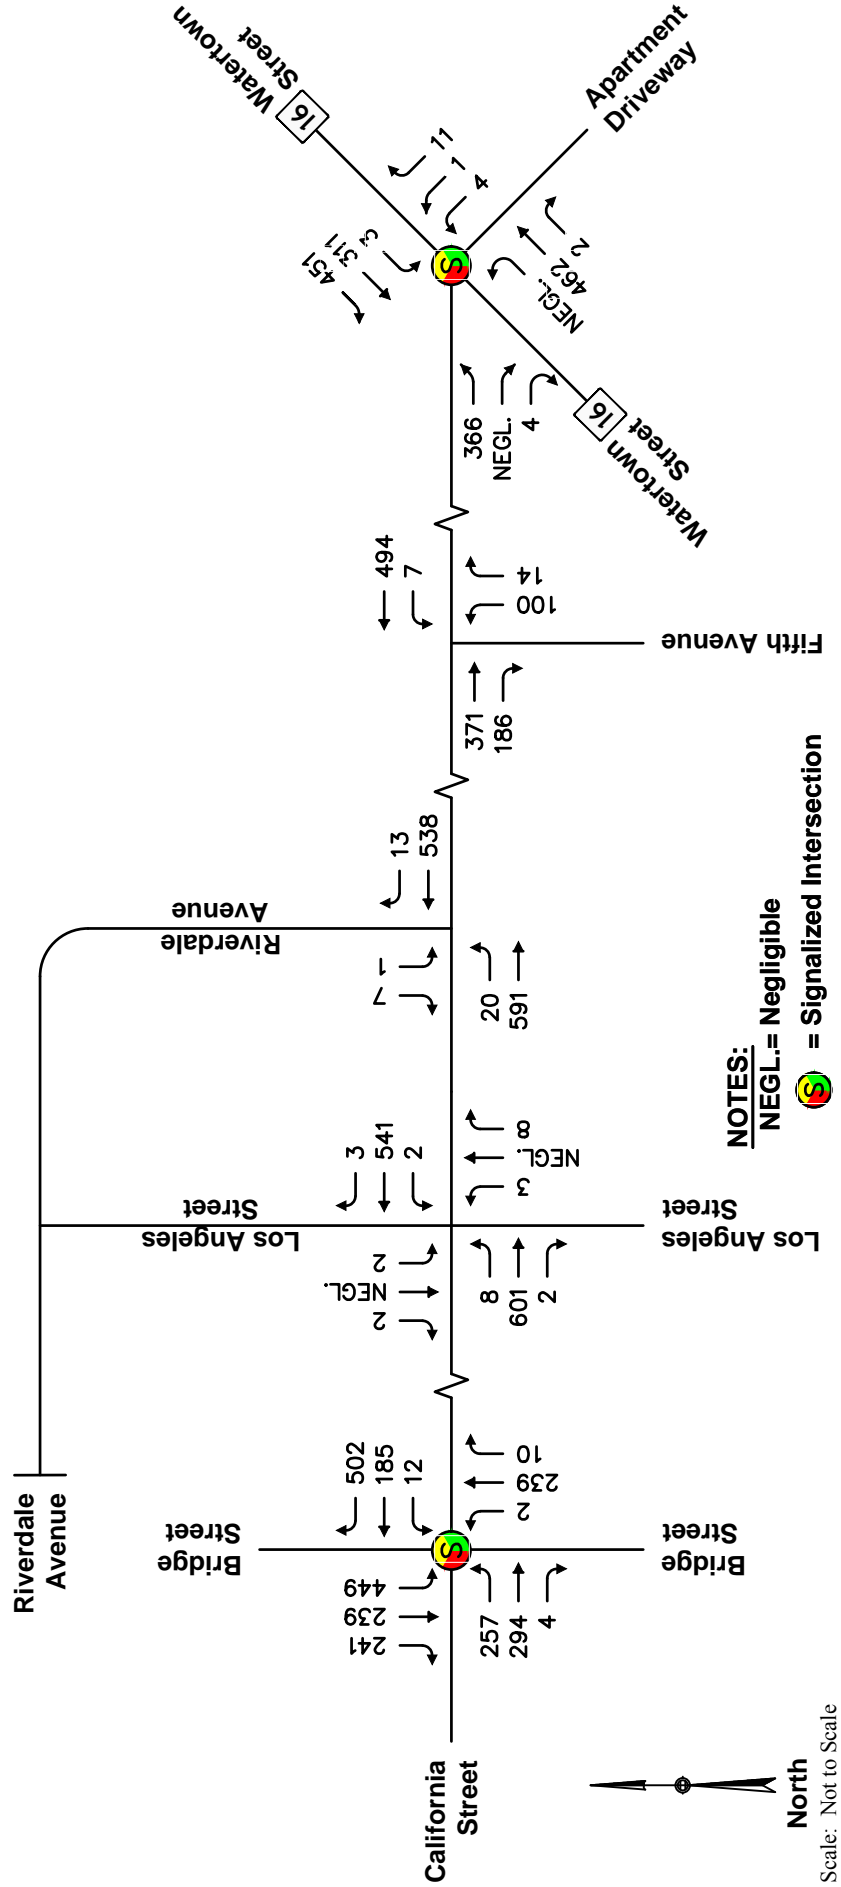 Watertown
Street
16
Apartment
Driveway
11
1
4
3
311
451
2
462
NEGL.
366
NEGL.
4
16
Watertown
Street
494
7
14
100
Fifth Avenue
371
186
13
538
Riverdale
Avenue
1
7
20
591
3
541
2
8
NEGL.
3
Los Angeles
Street
Los Angeles
Street
2
NEGL.
2
8
601
2
502
185
12
10
239
2
Riverdale
Avenue
Bridge
Street
Bridge
Street
S
S
449
239
241
257
294
4
California
Street
NOTES:
NEGL.= Negligible
S = Signalized Intersection
North
Scale: Not to Scale